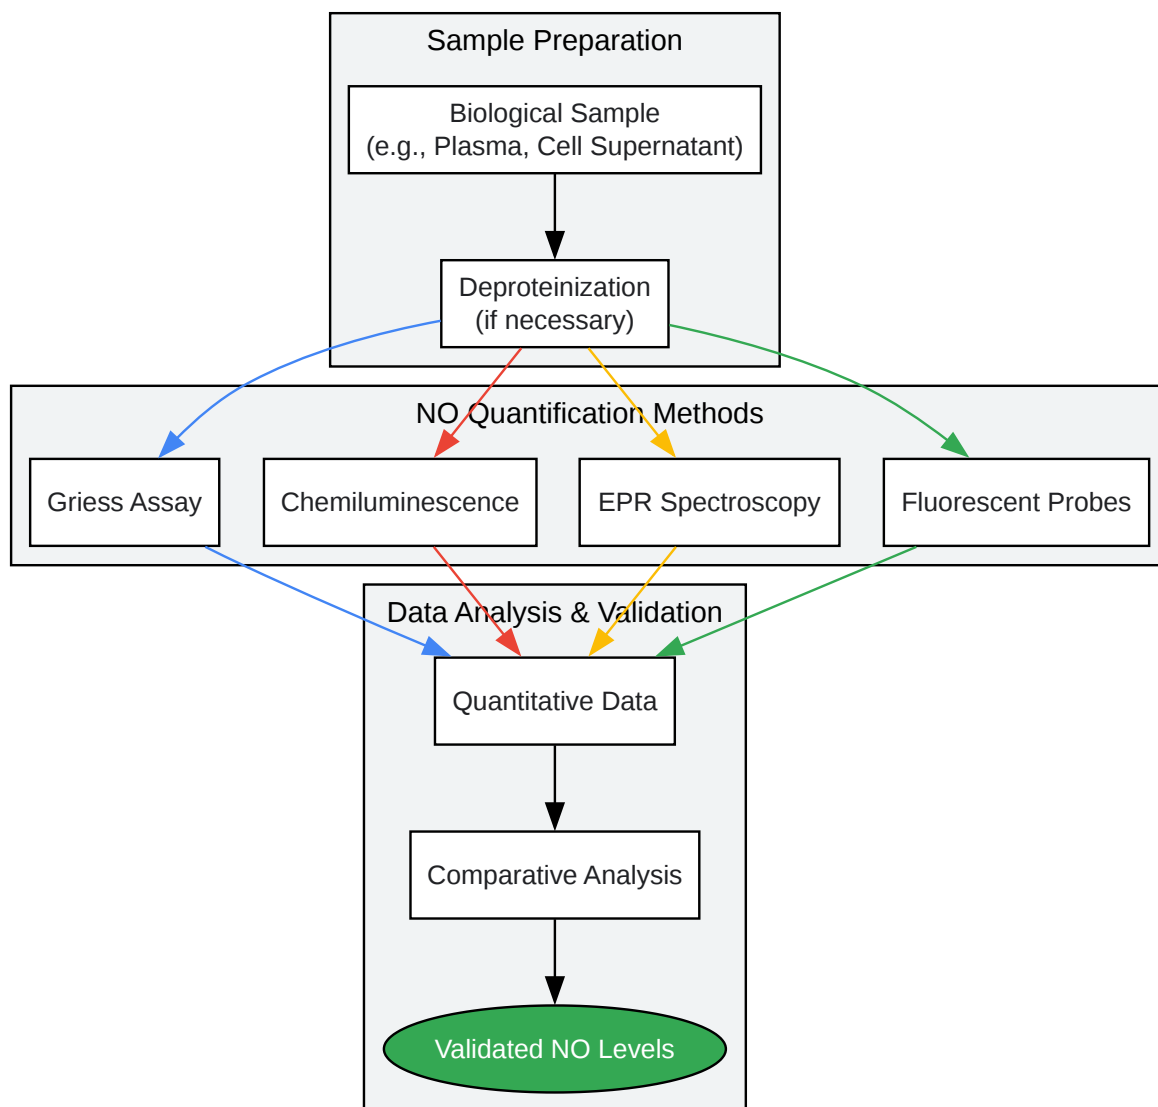 Sample Preparation
Biological Sample
(e.g., Plasma, Cell Supernatant)
Deproteinization
(if necessary)
NO Quantification Methods
Griess Assay
Chemiluminescence
EPR Spectroscopy
Fluorescent Probes
Data Analysis & Validation
Quantitative Data
Comparative Analysis
Validated NO Levels